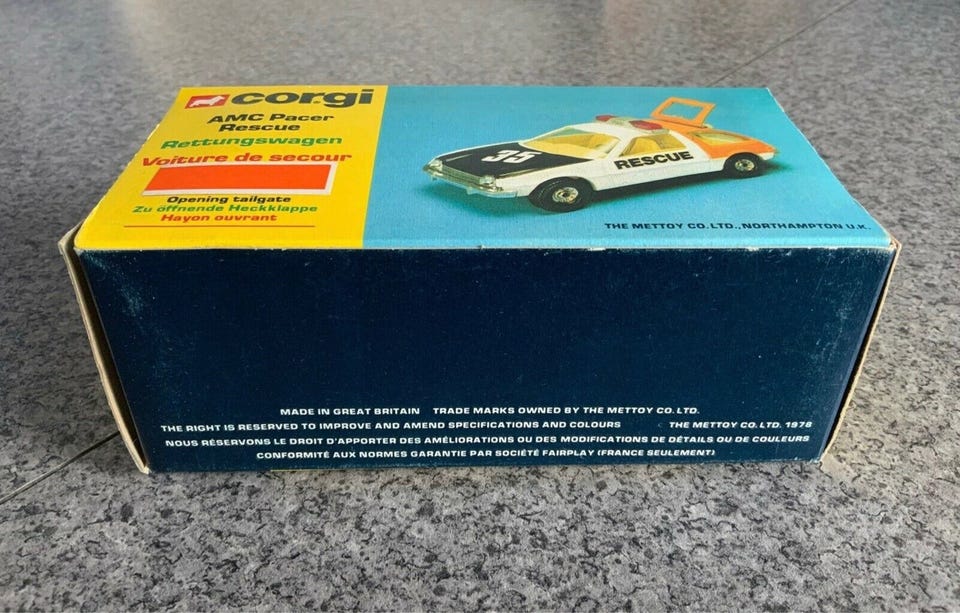 corgi
AMC Pacer
Rescue
Rettungswagen
Voiture de secour
Opening tailgate
Zu öffnende Heckklappe
Hayon ouvrant
35
RESCUE
THE METTOY CO. LTD., NORTHAMPTON U.K.
MADE IN GREAT BRITAIN TRADE MARKS OWNED BY THE METTOY CO. LTD.
THE RIGHT IS RESERVED TO IMPROVE AND AMEND SPECIFICATIONS AND COLOURS THE METTOY CO. LTD. 1978
NOUS RÉSERVONS LE DROIT D'APPORTER DES AMÉLIORATIONS OU DES MODIFICATIONS DE DÉTAILS OU DE COULEURS
CONFORMITÉ AUX NORMES GARANTIE PAR SOCIÉTÉ FAIRPLAY (FRANCE SEULEMENT)